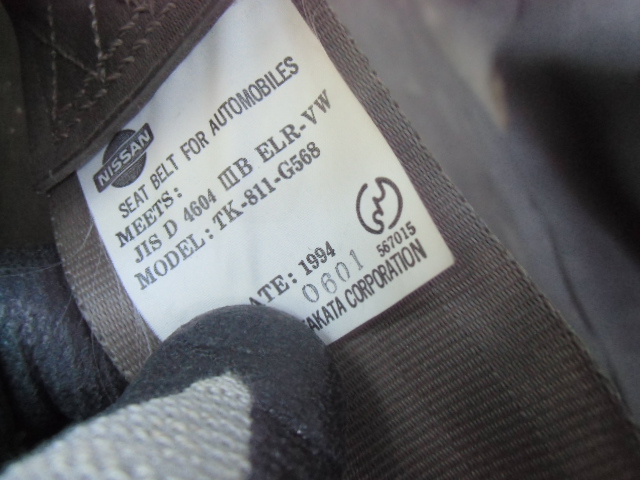 NISSAN
SEAT BELT FOR AUTOMOBILES
MEETS:
JIS D 4604 IIIB ELR-VW
MODEL: TK-811-G568
ATE: 1994
0601
567015
AKATA CORPORATION